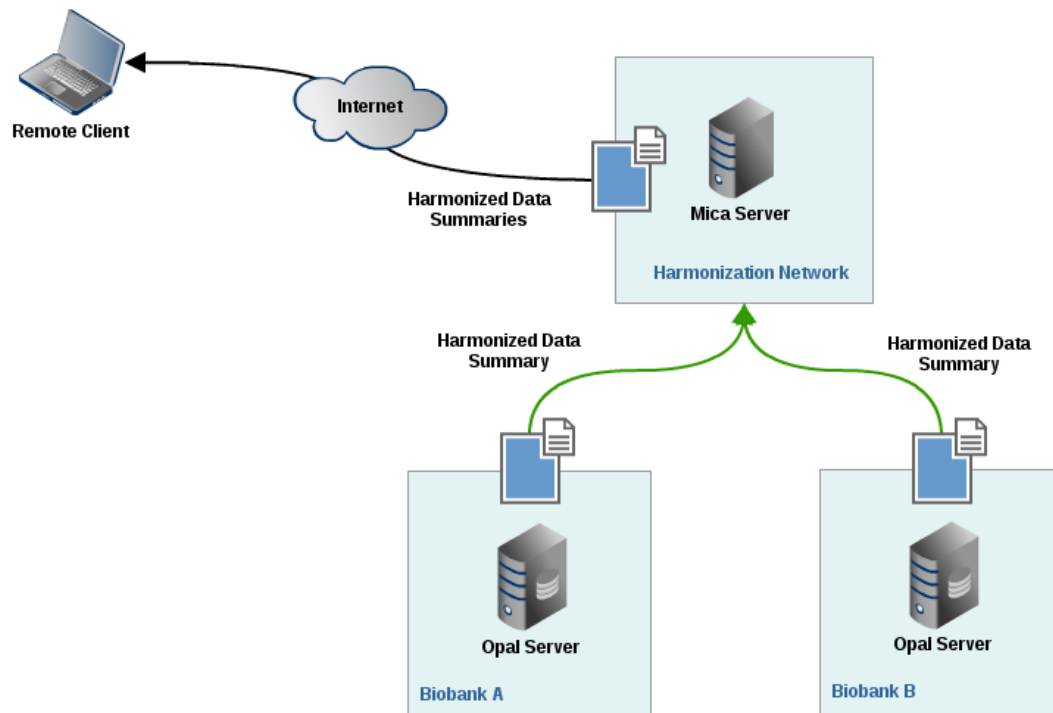 Internet
Remote Client
Harmonized Data
Summaries
Mica Server
Harmonization Network
Harmonized Data
Summary
Harmonized Data
Summary
Opal Server
Biobank A
Opal Server
Biobank B